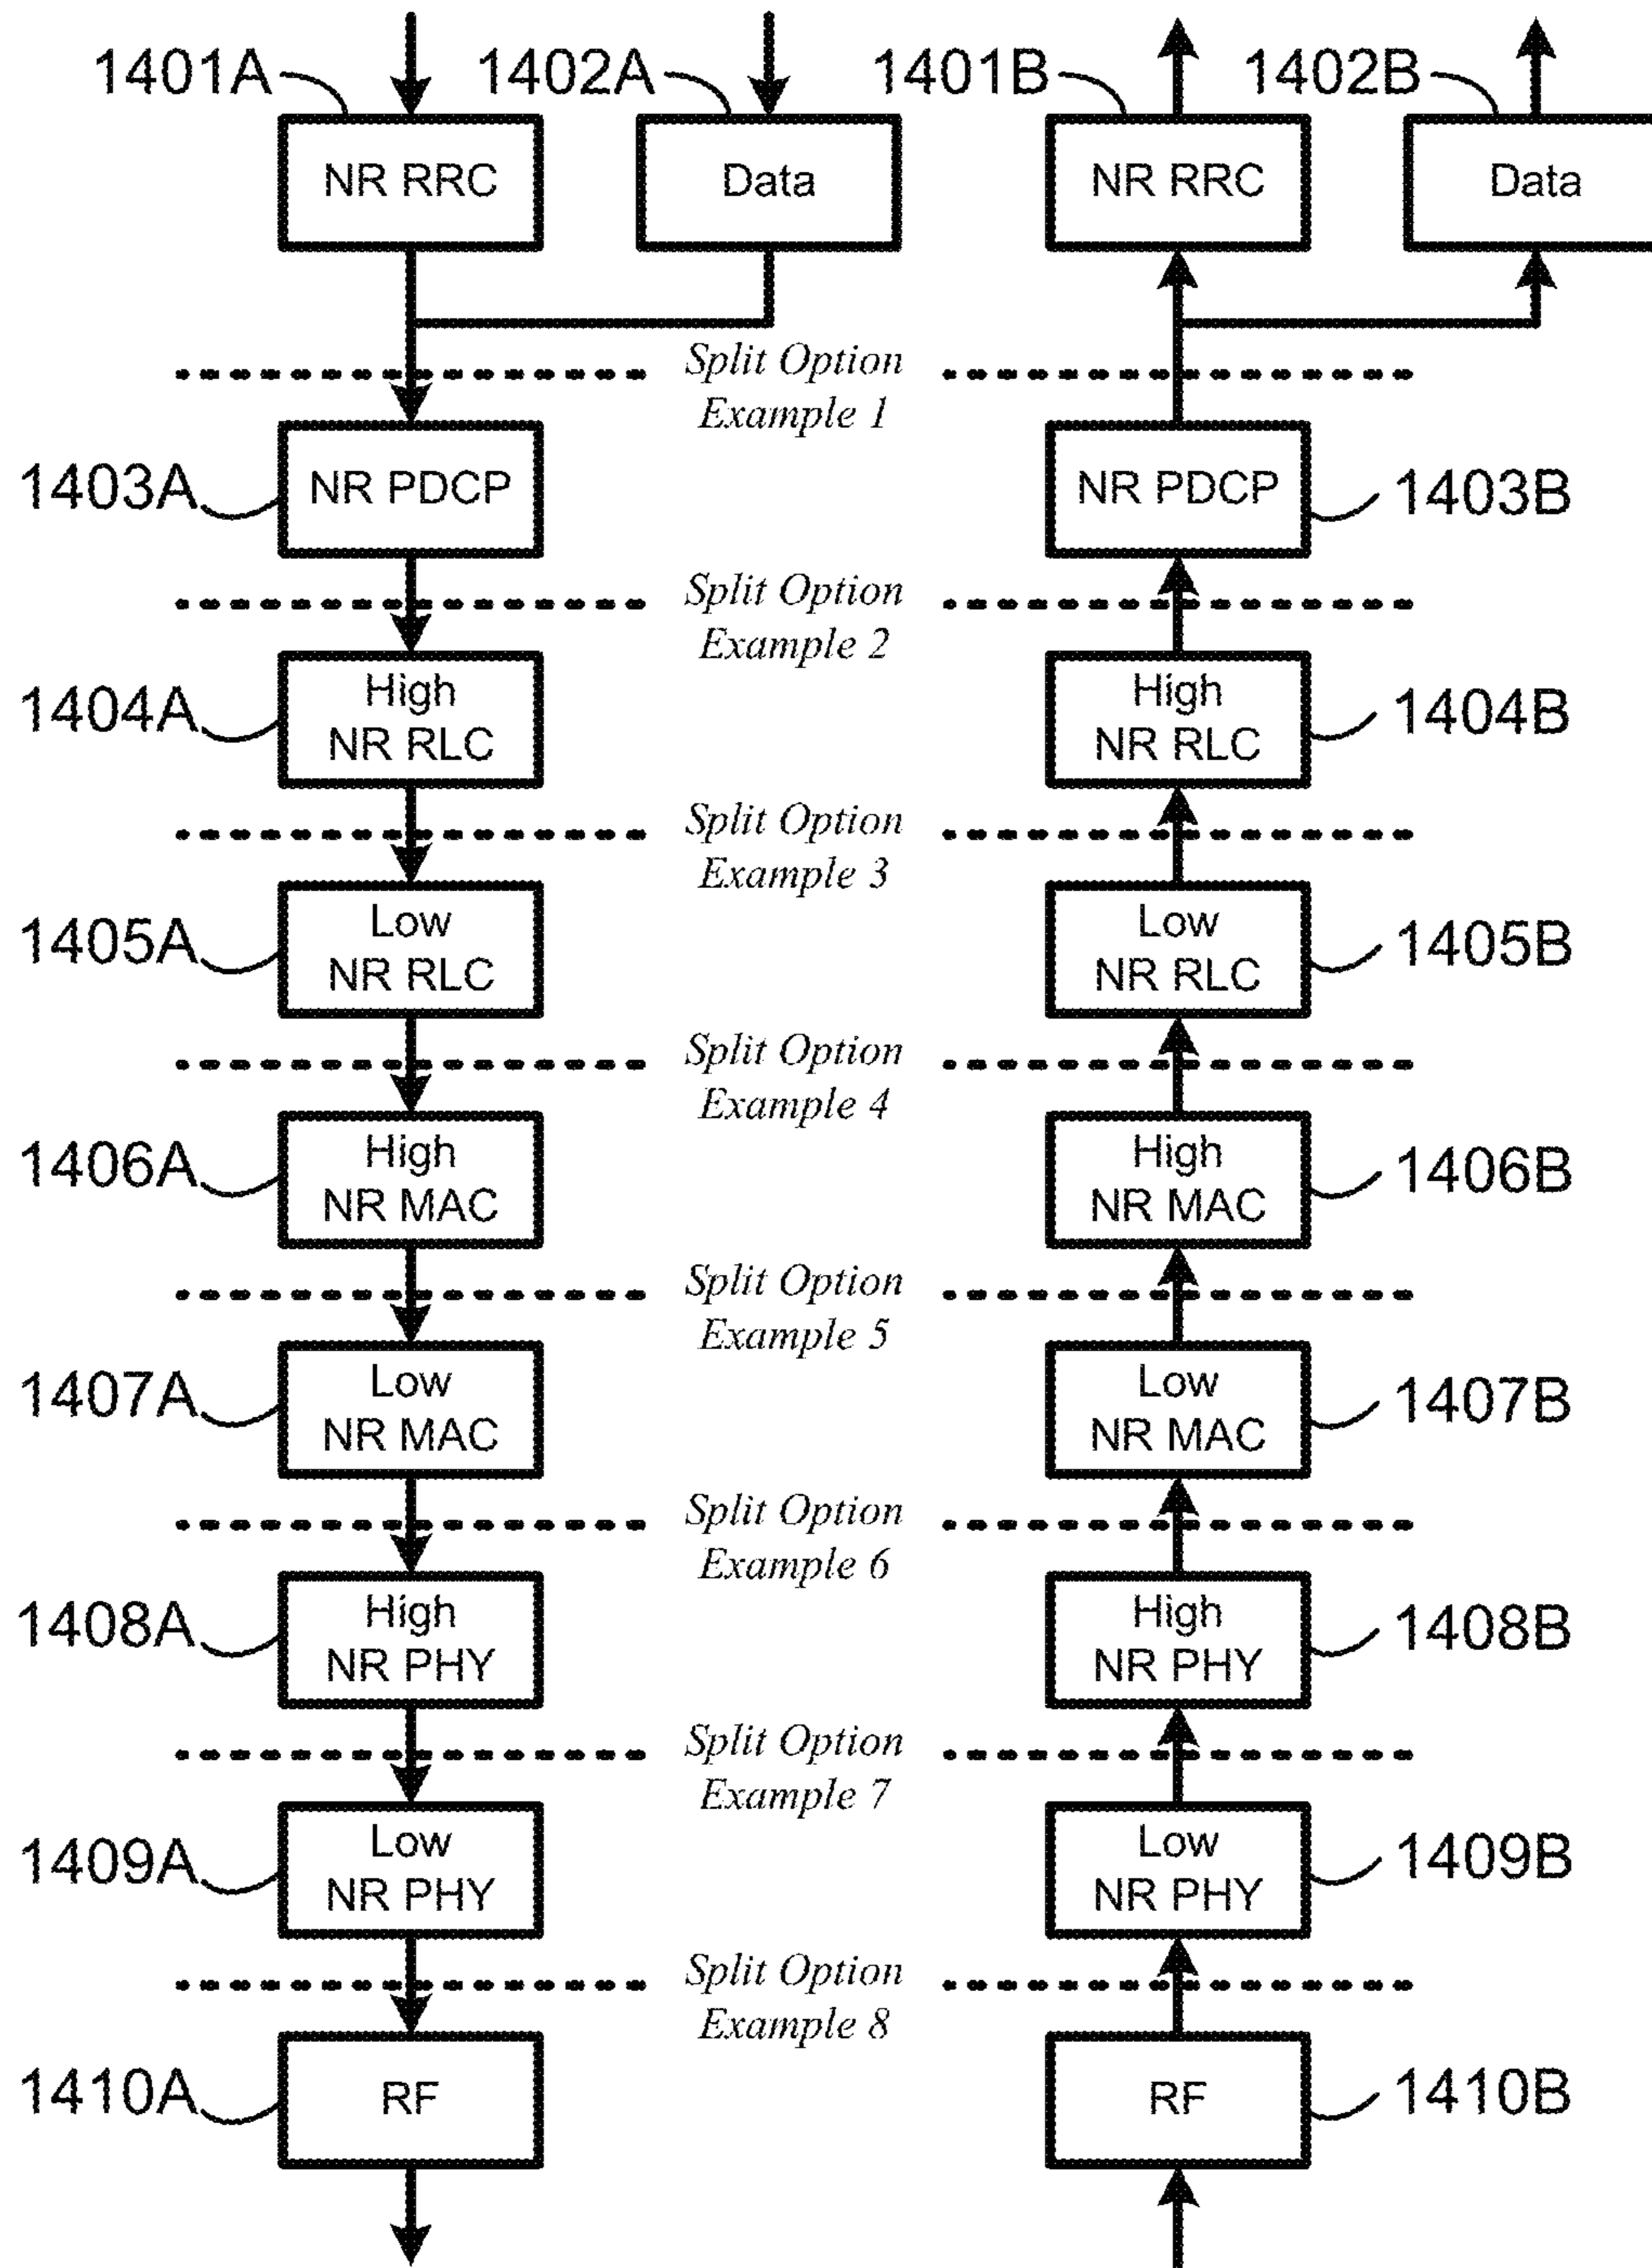 1401A 1402A 1401B 1402B
NR RRC Data NR RRC Data
Split Option
Example 1
1403A NR PDCP NR PDCP 1403B
Split Option
Example 2
1404A High NR RLC High NR RLC 1404B
Split Option
Example 3
1405A Low NR RLC Low NR RLC 1405B
Split Option
Example 4
1406A High NR MAC High NR MAC 1406B
Split Option
Example 5
1407A Low NR MAC Low NR MAC 1407B
Split Option
Example 6
1408A High NR PHY High NR PHY 1408B
Split Option
Example 7
1409A Low NR PHY Low NR PHY 1409B
Split Option
Example 8
1410A RF RF 1410B